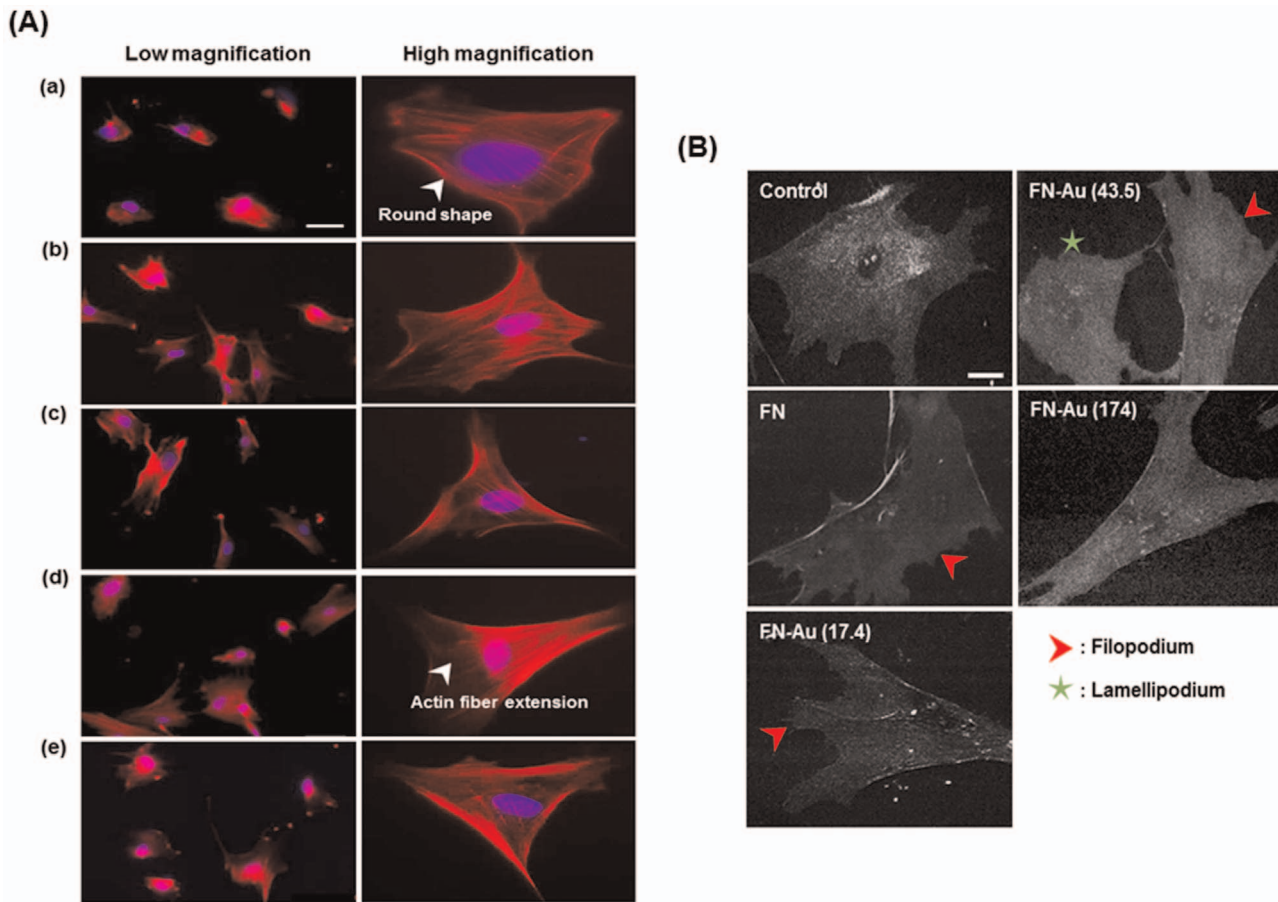 (A)
Low magnification
High magnification
(a)
Round shape
(b)
(c)
(d)
Actin fiber extension
(e)
(B)
Control
FN-Au (43.5)
FN
FN-Au (174)
FN-Au (17.4)
: Filopodium
: Lamellipodium